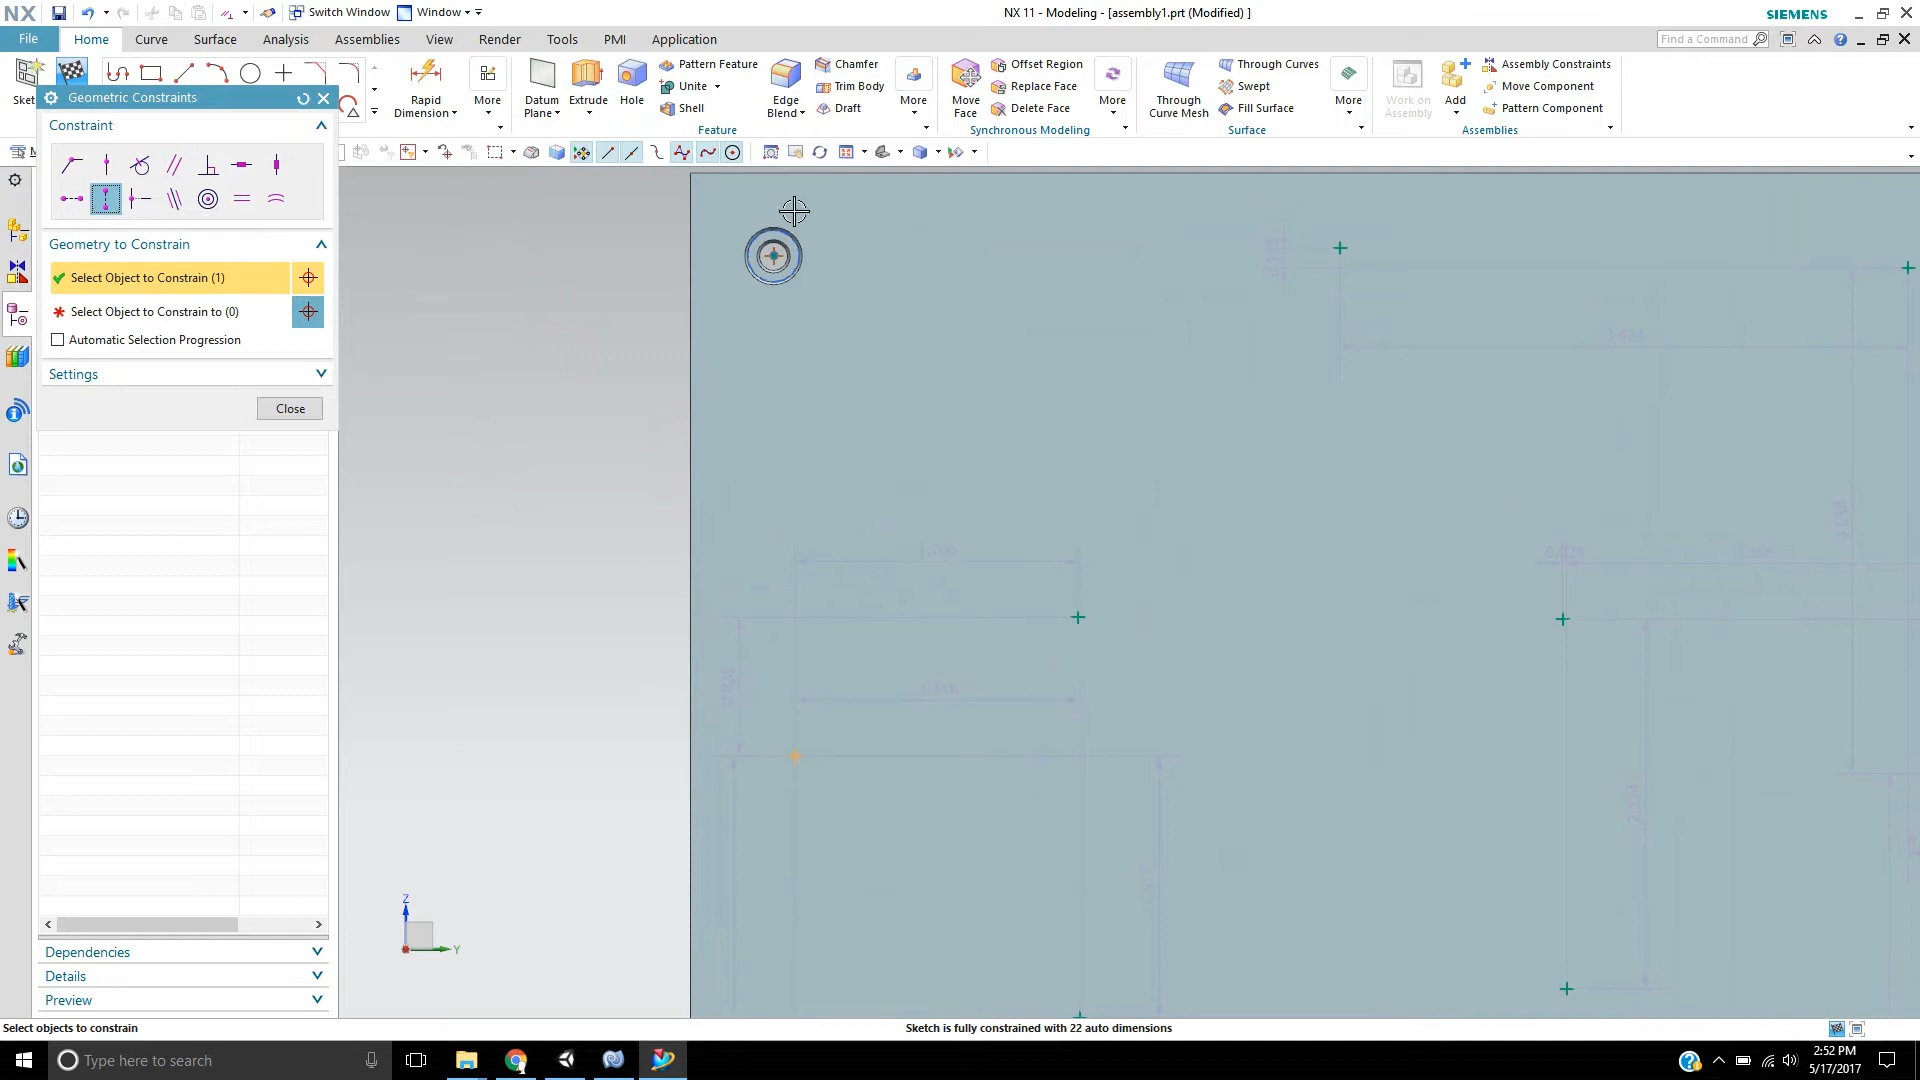 NX
Switch Window
Window
NX 11 - Modeling - [assembly1.prt (Modified) ]
SIEMENS
File
Home
Curve
Surface
Analysis
Assemblies
View
Render
Tools
PMI
Application
Find a Command
Rapid Dimension
More
Datum Plane
Extrude
Hole
Pattern Feature
Unite
Shell
Edge Blend
Chamfer
Trim Body
Draft
More
Move Face
Offset Region
Replace Face
Delete Face
More
Through Curve Mesh
Through Curves
Swept
Fill Surface
More
Work on Assembly
Add
Assembly Constraints
Move Component
Pattern Component
Feature
Synchronous Modeling
Surface
Assemblies
Geometric Constraints
Constraint
Geometry to Constrain
Select Object to Constrain (1)
Select Object to Constrain to (0)
Automatic Selection Progression
Settings
Close
Z
Y
Dependencies
Details
Preview
Select objects to constrain
Sketch is fully constrained with 22 auto dimensions
Type here to search
2:52 PM
5/17/2017